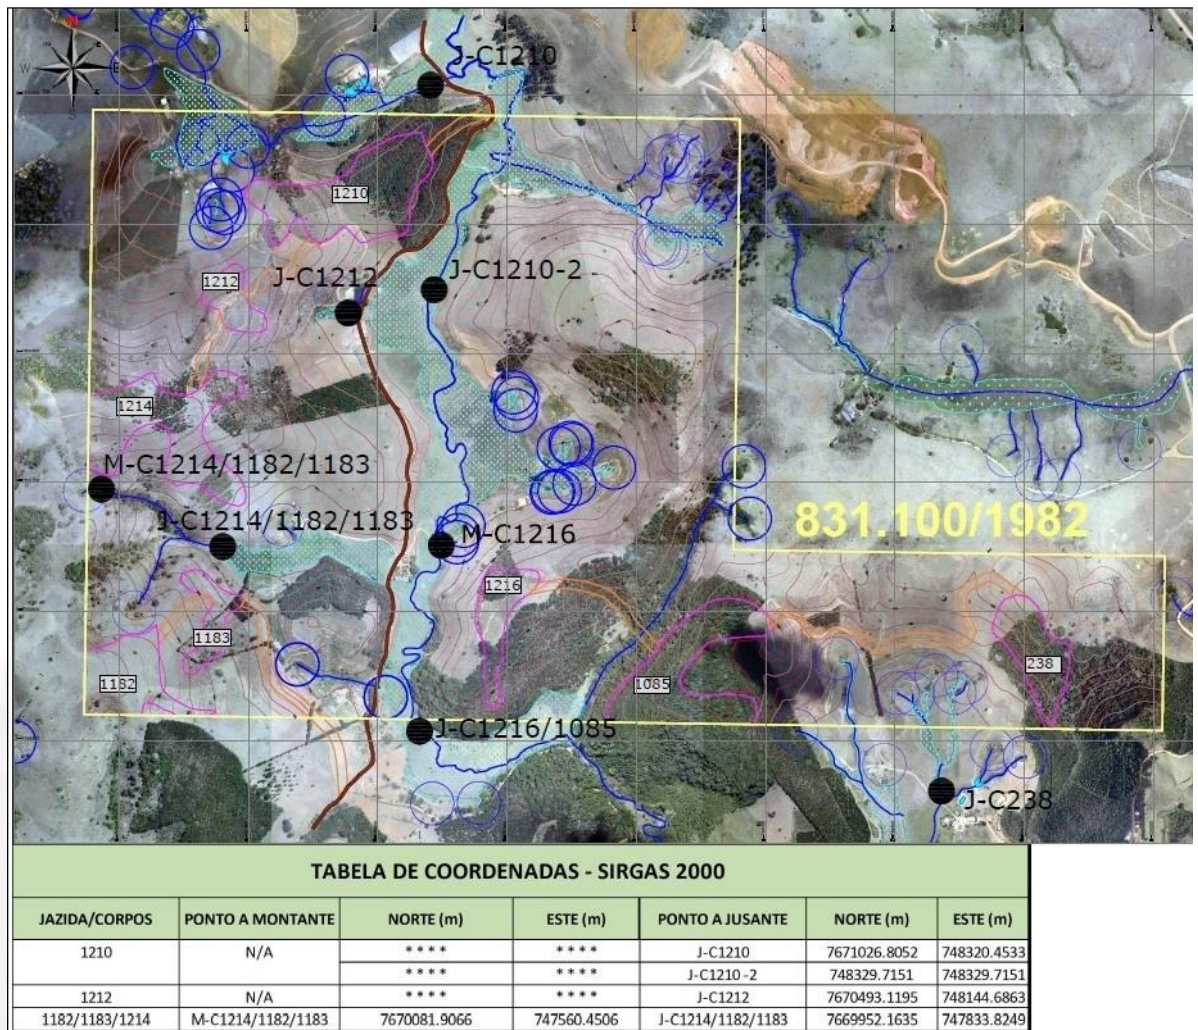 N
W
E
S
J-C1210
1210
J-C1210-2
J-C1212
1212
1214
M-C1214/1182/1183
J-C1214/1182/1183
M-C1216
831.100/1982
1216
1183
1182
1085
238
J-C1216/1085
J-C238
TABELA DE COORDENADAS - SIRGAS 2000
JAZIDA/CORPOS PONTO A MONTANTE NORTE (m) ESTE (m) PONTO A JUSANTE NORTE (m) ESTE (m)
1210 N/A **** **** J-C1210 7671026.8052 748320.4533
**** **** J-C1210 -2 748329.7151 748329.7151
1212 N/A **** **** J-C1212 7670493.1195 748144.6863
1182/1183/1214 M-C1214/1182/1183 7670081.9066 747560.4506 J-C1214/1182/1183 7669952.1635 747833.8249